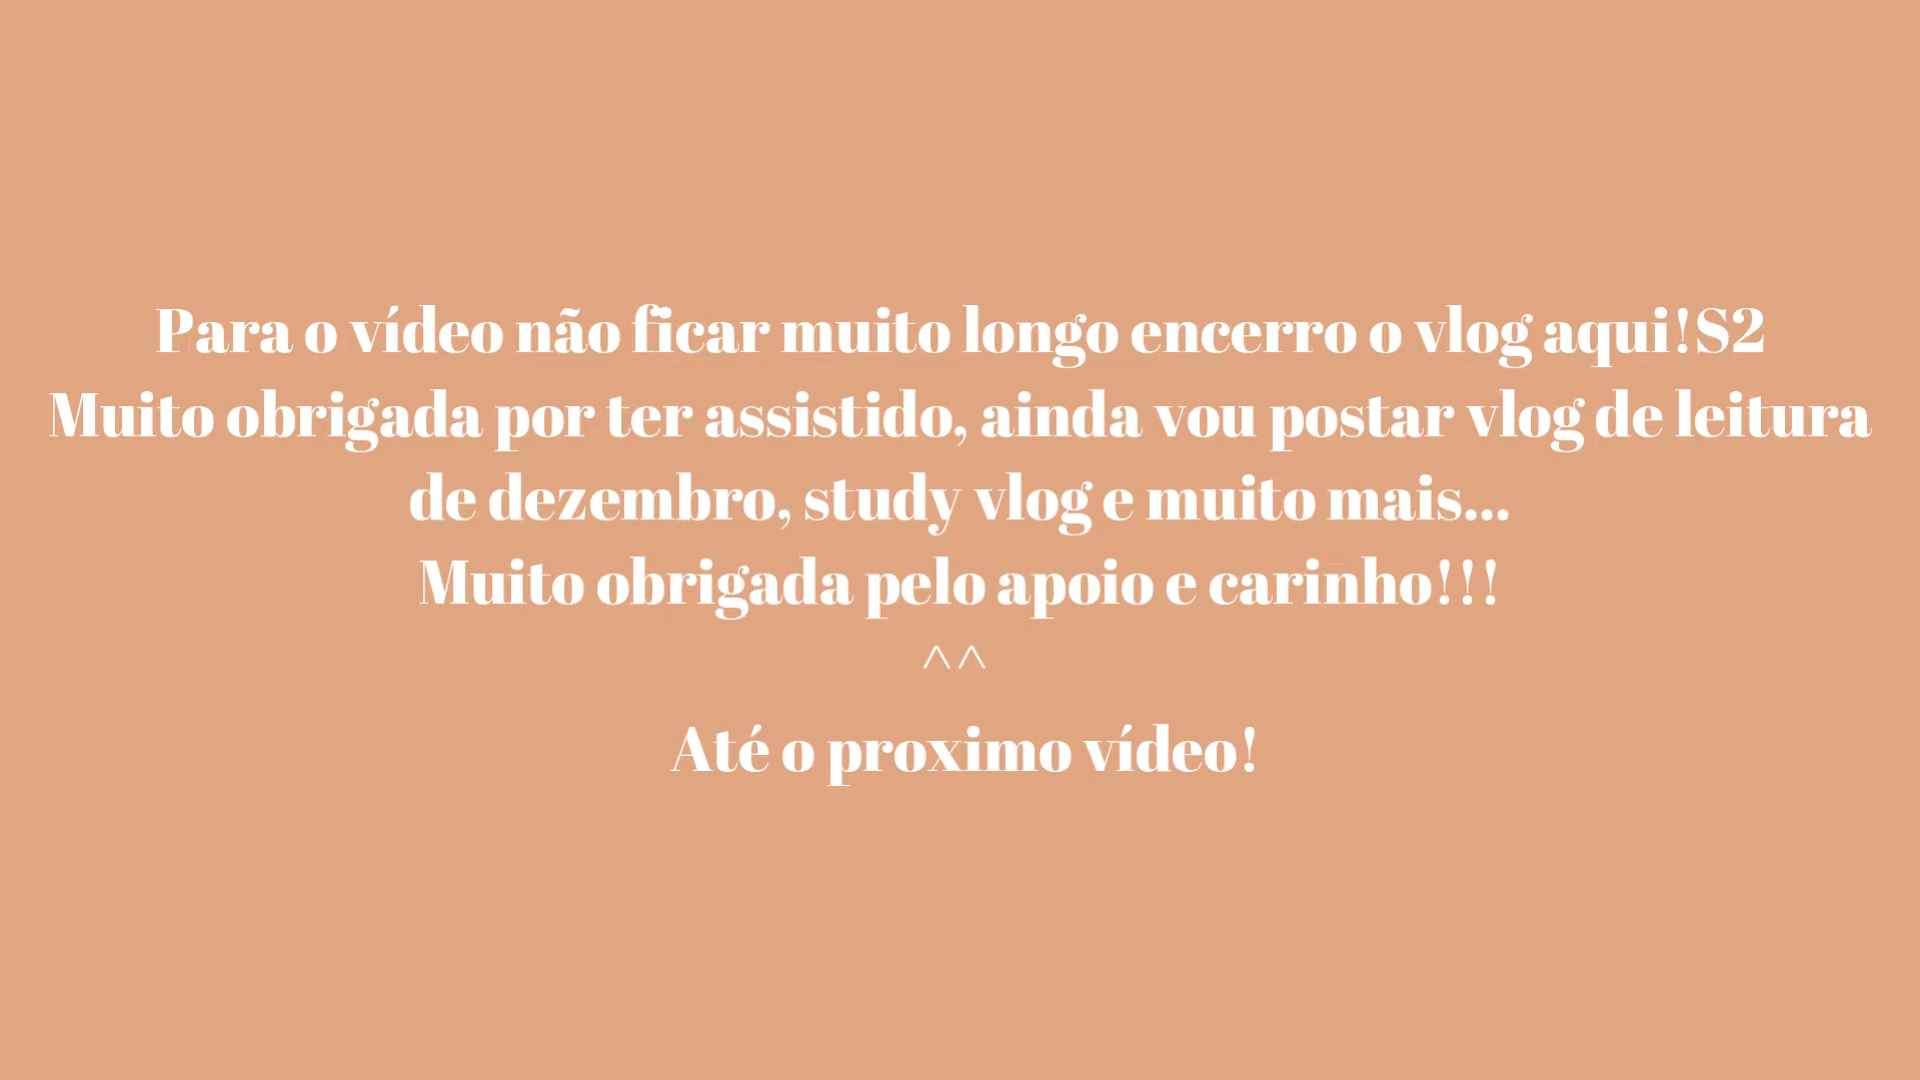 Para o vídeo não ficar muito longo encerro o vlog aqui!S2
Muito obrigada por ter assistido, ainda vou postar vlog de leitura
de dezembro, study vlog e muito mais...
Muito obrigada pelo apoio e carinho!!!
^^
Até o proximo vídeo!